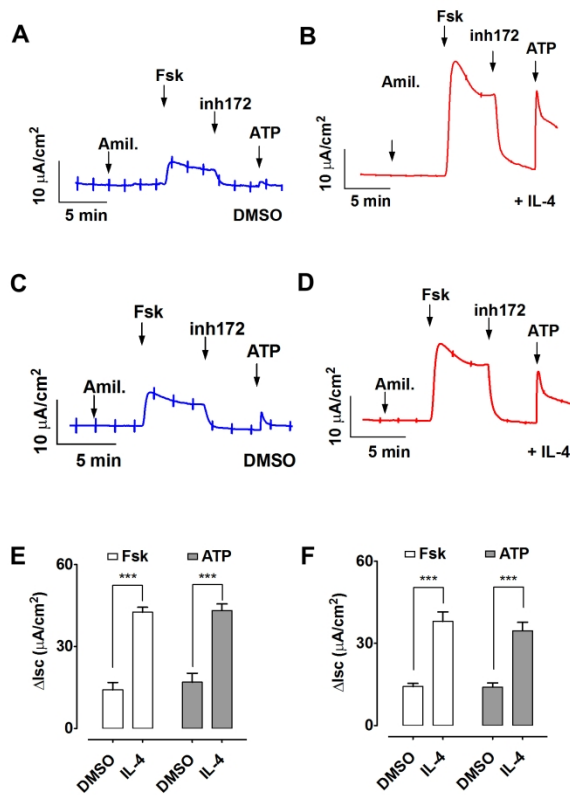 A
Fsk
inh172
Amil.
ATP
10 µA/cm²
5 min
DMSO
B
Fsk
inh172
Amil.
ATP
10 µA/cm²
5 min
+ IL-4
C
Fsk
inh172
Amil.
ATP
10 µA/cm²
5 min
DMSO
D
Fsk
inh172
Amil.
ATP
10 µA/cm²
5 min
+ IL-4
E
Fsk ATP
*** ***
ΔIsc (µA/cm²)
60
30
0
DMSO IL-4 DMSO IL-4
F
Fsk ATP
*** ***
ΔIsc (µA/cm²)
60
30
0
DMSO IL-4 DMSO IL-4